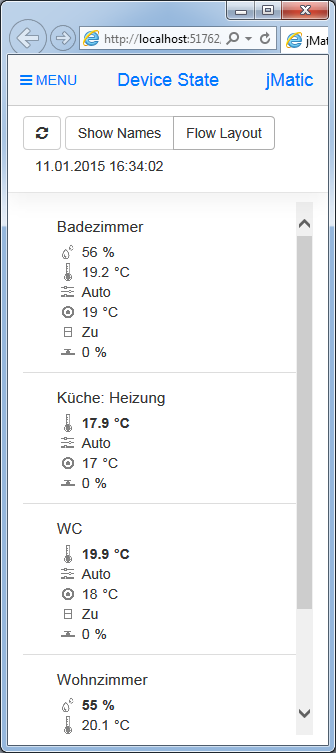 http://localhost:51762
jMa
MENU
Device State
jMatic
Show Names
Flow Layout
11.01.2015 16:34:02
Badezimmer
56 %
19.2 °C
Auto
19 °C
Zu
0 %
Küche: Heizung
17.9 °C
Auto
17 °C
0 %
WC
19.9 °C
Auto
18 °C
Zu
0 %
Wohnzimmer
55 %
20.1 °C